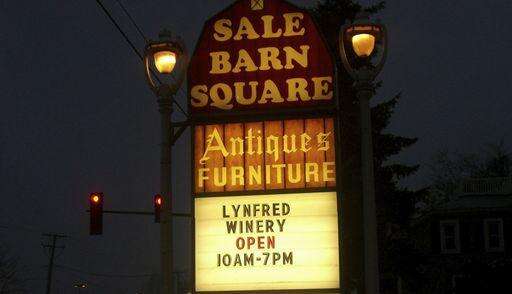 SALE
BARN
SQUARE
Antiques
FURNITURE
LYNFRED
WINERY
OPEN
10AM-7PM